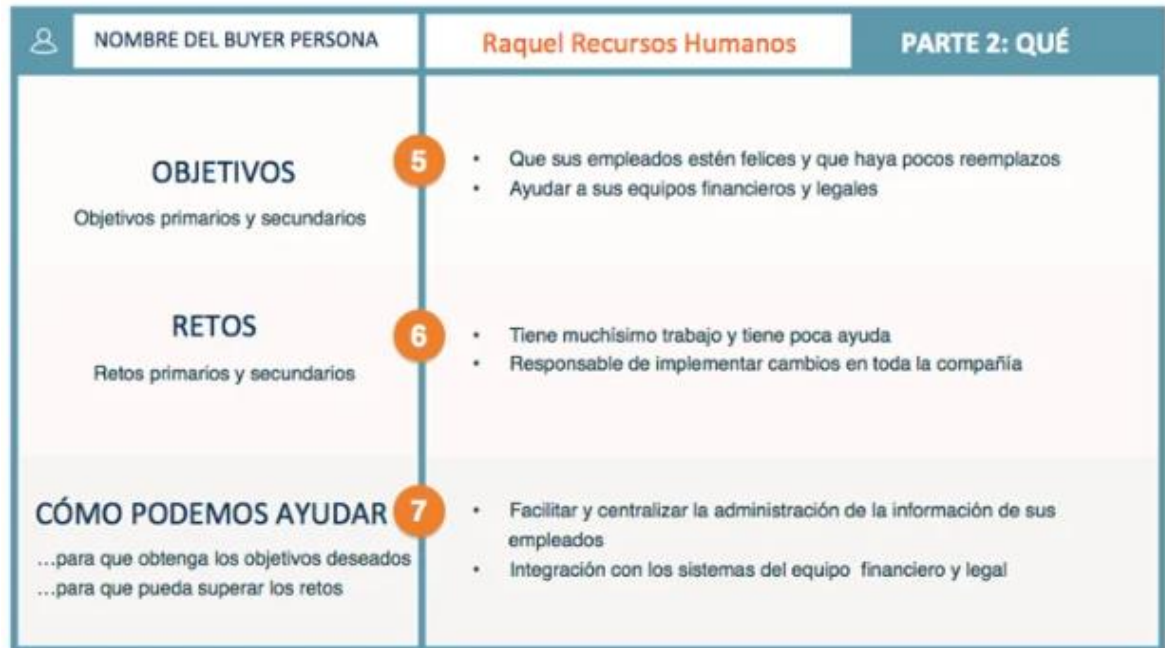 NOMBRE DEL BUYER PERSONA
Raquel Recursos Humanos
PARTE 2: QUÉ
OBJETIVOS
Objetivos primarios y secundarios
5
• Que sus empleados estén felices y que haya pocos reemplazos
• Ayudar a sus equipos financieros y legales
RETOS
Retos primarios y secundarios
6
• Tiene muchísimo trabajo y tiene poca ayuda
• Responsable de implementar cambios en toda la compañía
CÓMO PODEMOS AYUDAR
...para que obtenga los objetivos deseados
...para que pueda superar los retos
7
• Facilitar y centralizar la administración de la información de sus
empleados
• Integración con los sistemas del equipo financiero y legal